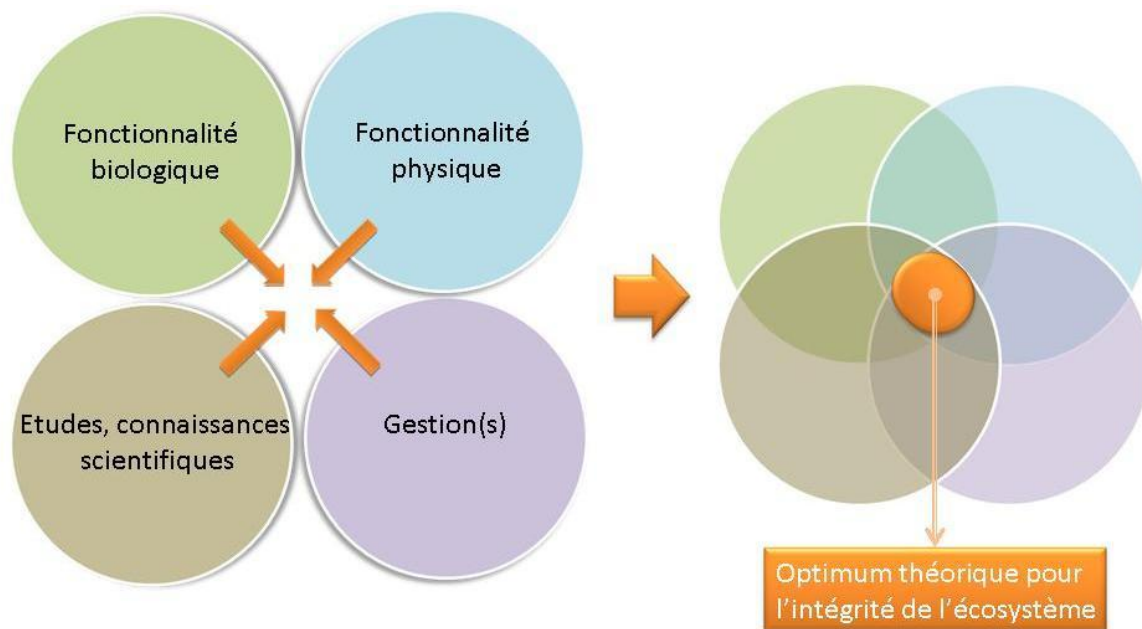 Fonctionnalité
biologique
Fonctionnalité
physique
Etudes, connaissances
scientifiques
Gestion(s)
Optimum théorique pour
l'intégrité de l'écosystème